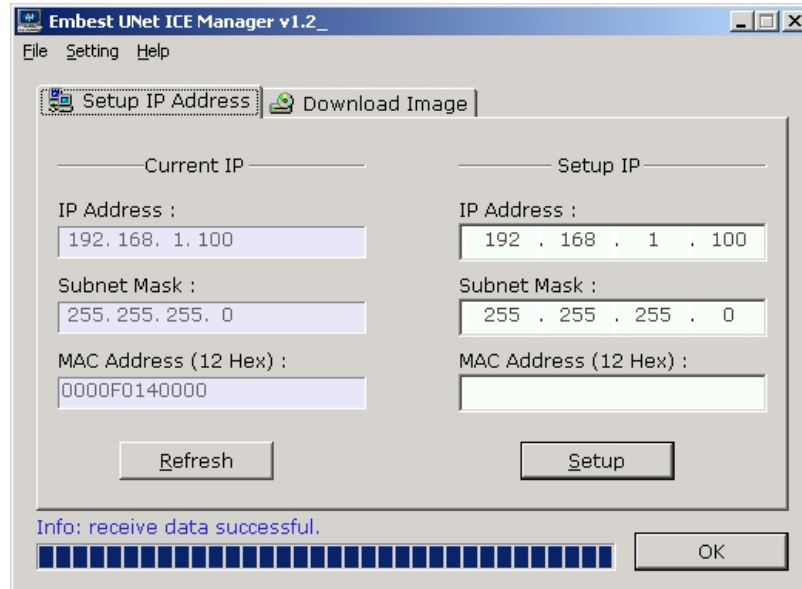 Embest UNet ICE Manager v1.2_
File Setting Help
Setup IP Address Download Image
Current IP Setup IP
IP Address : IP Address :
192. 168. 1. 100 192 . 168 . 1 . 100
Subnet Mask : Subnet Mask :
255. 255. 255. 0 255 . 255 . 255 . 0
MAC Address (12 Hex) : MAC Address (12 Hex) :
0000F0140000
Refresh Setup
Info: receive data successful.
OK